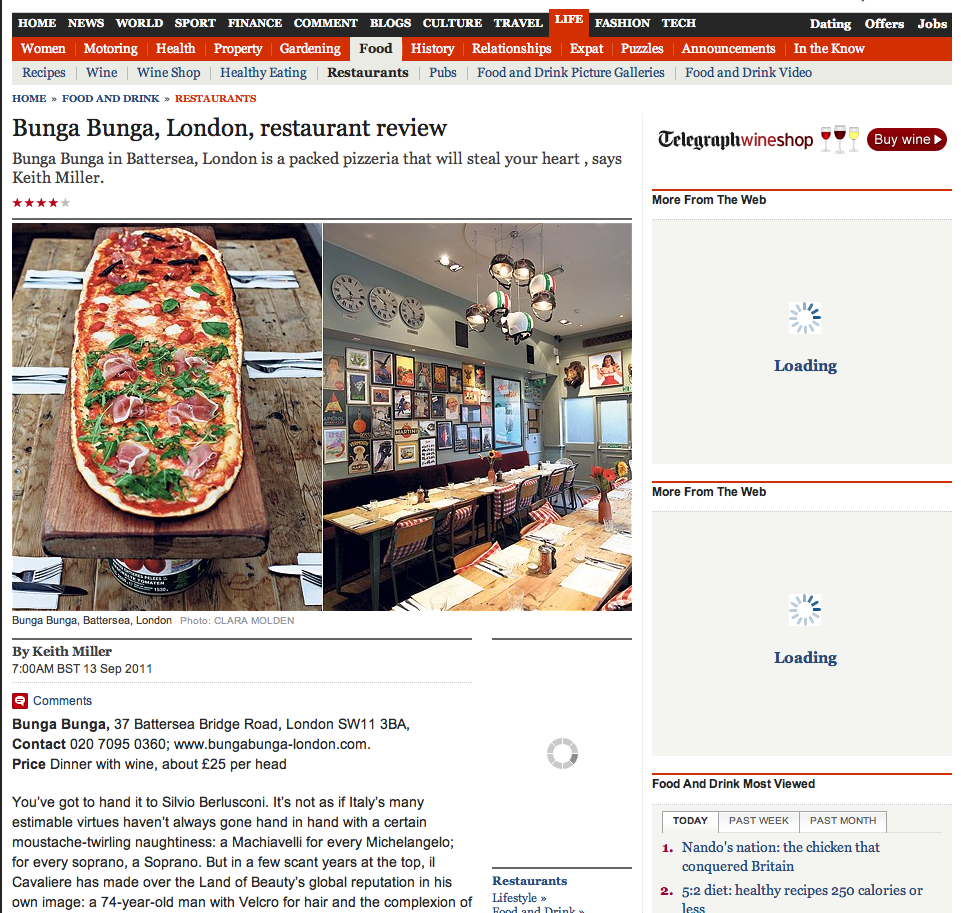 HOME NEWS WORLD SPORT FINANCE COMMENT BLOGS CULTURE TRAVEL LIFE FASHION TECH Dating Offers Jobs
Women Motoring Health Property Gardening Food History Relationships Expat Puzzles Announcements In the Know
Recipes Wine Wine Shop Healthy Eating Restaurants Pubs Food and Drink Picture Galleries Food and Drink Video
HOME » FOOD AND DRINK » RESTAURANTS
Bunga Bunga, London, restaurant review
Bunga Bunga in Battersea, London is a packed pizzeria that will steal your heart , says
Keith Miller.
MARTINI
Bunga Bunga, Battersea, London Photo: CLARA MOLDEN
By Keith Miller
7:00AM BST 13 Sep 2011
Comments
Bunga Bunga, 37 Battersea Bridge Road, London SW11 3BA,
Contact 020 7095 0360; www.bungabunga-london.com.
Price Dinner with wine, about £25 per head
You've got to hand it to Silvio Berlusconi. It's not as if Italy's many
estimable virtues haven't always gone hand in hand with a certain
moustache-twirling naughtiness: a Machiavelli for every Michelangelo;
for every soprano, a Soprano. But in a few scant years at the top, il
Cavaliere has made over the Land of Beauty's global reputation in his
own image: a 74-year-old man with Velcro for hair and the complexion of
Restaurants
Lifestyle »
Food and Drink »
Telegraph wineshop Buy wine
More From The Web
Loading
More From The Web
Loading
Food And Drink Most Viewed
TODAY PAST WEEK PAST MONTH
1. Nando's nation: the chicken that
conquered Britain
2. 5:2 diet: healthy recipes 250 calories or
less